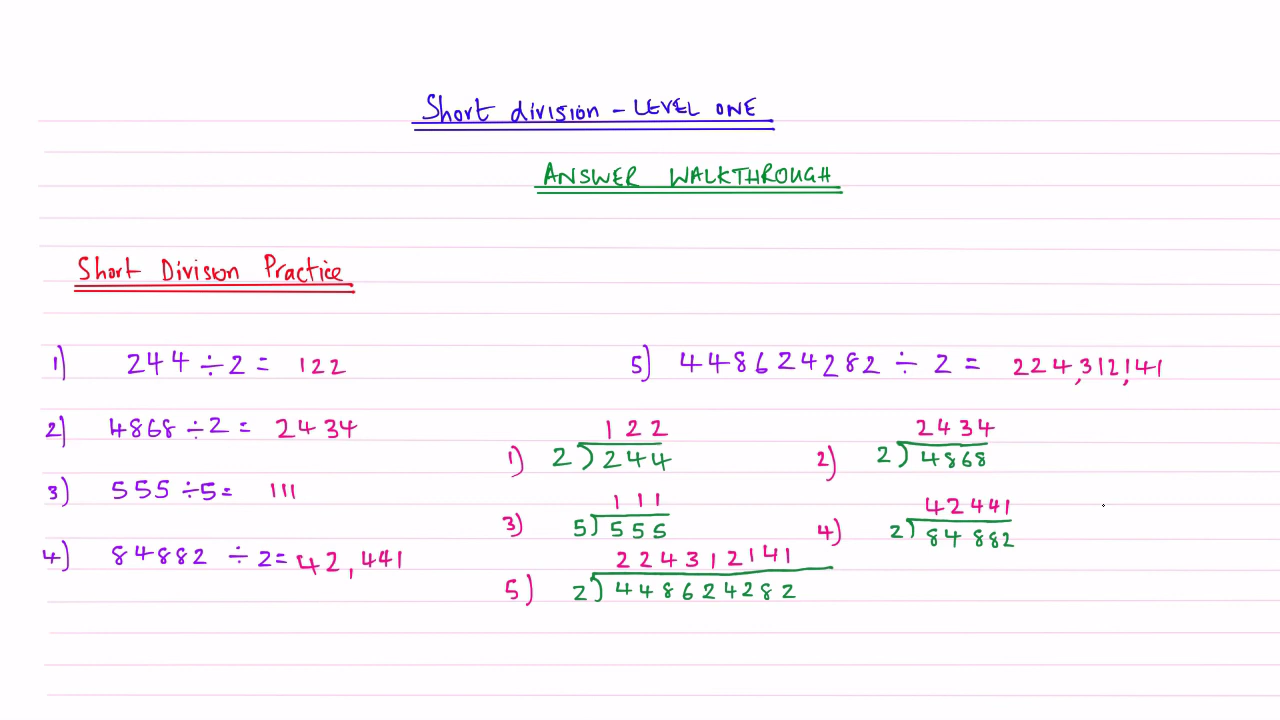 Short division - LEVEL ONE
ANSWER WALKTHROUGH
Short Division Practice
1) 244 ÷ 2 = 122
5) 448624282 ÷ 2 = 224,312,141
2) 4868 ÷ 2 = 2434
3) 555 ÷ 5 = 111
4) 84882 ÷ 2 = 42,441
122
1) 2)244
2434
2) 2)4868
111
3) 5)555
42441
4) 2)84882
224312141
5) 2)448624282